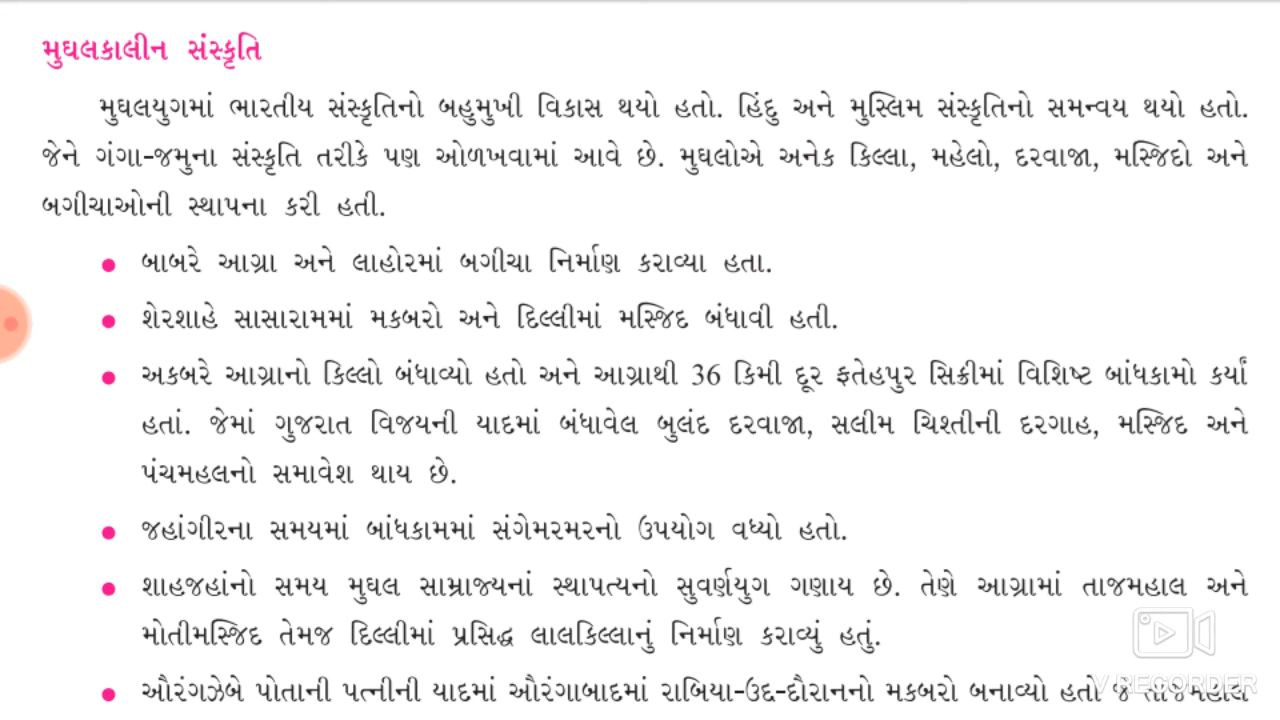 મુઘલકાલીન સંસ્કૃતિ
મુઘલયુગમાં ભારતીય સંસ્કૃતિનો બહુમુખી વિકાસ થયો હતો. હિંદુ અને મુસ્લિમ સંસ્કૃતિનો સમન્વય થયો હતો.
જેને ગંગા-જમુના સંસ્કૃતિ તરીકે પણ ઓળખવામાં આવે છે. મુઘલોએ અનેક કિલ્લા, મહેલો, દરવાજા, મસ્જિદો અને
બગીચાઓની સ્થાપના કરી હતી.
• બાબરે આગ્રા અને લાહોરમાં બગીચા નિર્માણ કરાવ્યા હતા.
• શેરશાહે સાસારામમાં મકબરો અને દિલ્લીમાં મસ્જિદ બંધાવી હતી.
• અકબરે આગ્રાનો કિલ્લો બંધાવ્યો હતો અને આગ્રાથી 36 કિમી દૂર ફતેહપુર સિક્રીમાં વિશિષ્ટ બાંધકામો કર્યાં
હતાં. જેમાં ગુજરાત વિજયની યાદમાં બંધાવેલ બુલંદ દરવાજા, સલીમ ચિશ્તીની દરગાહ, મસ્જિદ અને
પંચમહલનો સમાવેશ થાય છે.
• જહાંગીરના સમયમાં બાંધકામમાં સંગેમરમરનો ઉપયોગ વધ્યો હતો.
• શાહજહાંનો સમય મુઘલ સામ્રાજ્યનાં સ્થાપત્યનો સુવર્ણયુગ ગણાય છે. તેણે આગ્રામાં તાજમહાલ અને
મોતીમસ્જિદ તેમજ દિલ્લીમાં પ્રસિદ્ધ લાલકિલ્લાનું નિર્માણ કરાવ્યું હતું.
• ઔરંગઝેબે પોતાની પત્નીની યાદમાં ઔરંગાબાદમાં રાબિયા-ઉદ્-દૌરાનનો મકબરો બનાવ્યો હતો જે તાજમહાલ
V RECORDER